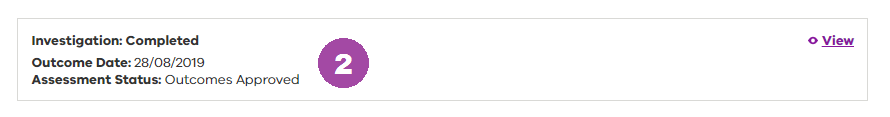 Investigation: Completed
View
Outcome Date: 28/08/2019
2
Assessment Status: Outcomes Approved